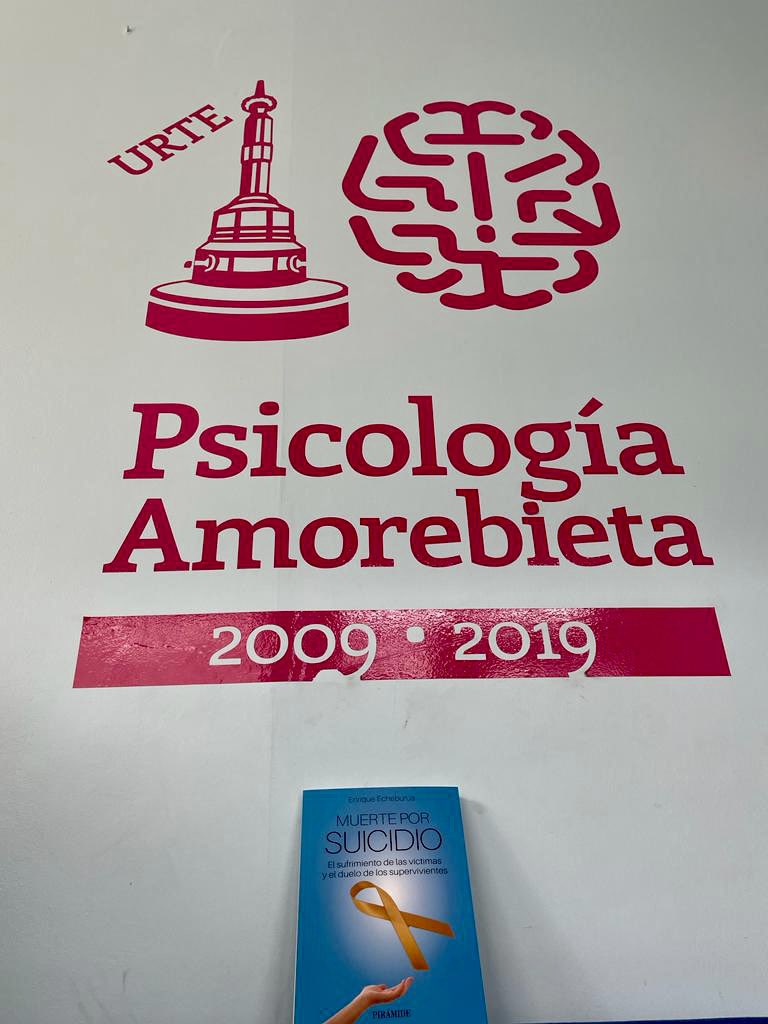 URTE
Psicología
Amorebieta
2009 • 2019
Enrique Echeburúa
MUERTE POR
SUICIDIO
El sufrimiento de las víctimas
y el duelo de los supervivientes
PIRÁMIDE